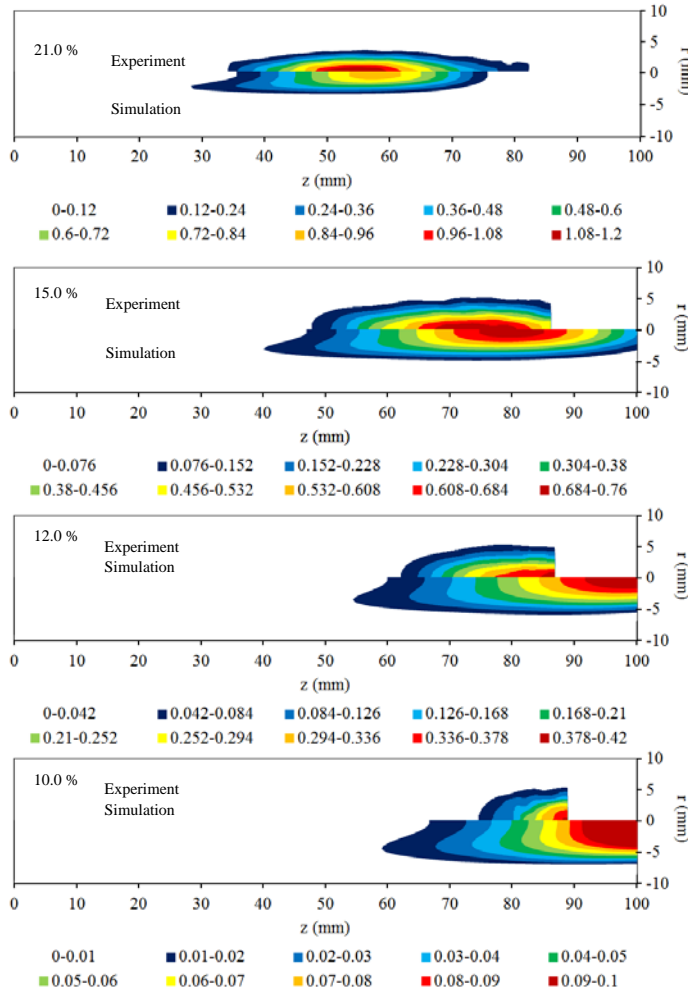 10
21.0 %
Experiment
5
0
Simulation
-5
-10
r (mm)
0 10 20 30 40 50 60 70 80 90 100
z (mm)
0-0.12 0.12-0.24 0.24-0.36 0.36-0.48 0.48-0.6
0.6-0.72 0.72-0.84 0.84-0.96 0.96-1.08 1.08-1.2
10
15.0 %
Experiment
5
0
Simulation
-5
-10
r (mm)
0 10 20 30 40 50 60 70 80 90 100
z (mm)
0-0.076 0.076-0.152 0.152-0.228 0.228-0.304 0.304-0.38
0.38-0.456 0.456-0.532 0.532-0.608 0.608-0.684 0.684-0.76
10
12.0 %
Experiment
5
Simulation
0
-5
-10
r (mm)
0 10 20 30 40 50 60 70 80 90 100
z (mm)
0-0.042 0.042-0.084 0.084-0.126 0.126-0.168 0.168-0.21
0.21-0.252 0.252-0.294 0.294-0.336 0.336-0.378 0.378-0.42
10
10.0 %
Experiment
5
Simulation
0
-5
-10
r (mm)
0 10 20 30 40 50 60 70 80 90 100
z (mm)
0-0.01 0.01-0.02 0.02-0.03 0.03-0.04 0.04-0.05
0.05-0.06 0.06-0.07 0.07-0.08 0.08-0.09 0.09-0.1